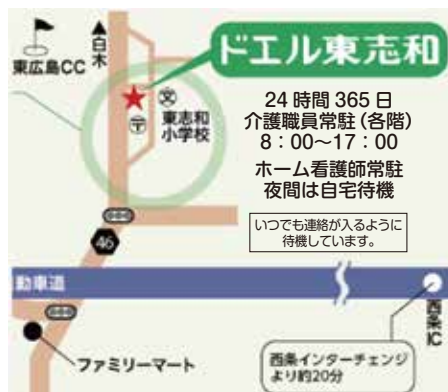 ▲白木
東広島CC
ドエル東志和
文
東志和
小学校
〒
24時間365日
介護職員常駐(各階)
8:00〜17:00
ホーム看護師常駐
夜間は自宅待機
いつでも連絡が入るように
待機しています。
46
動車道
西条IC
ファミリーマート
西条インターチェンジ
より約20分